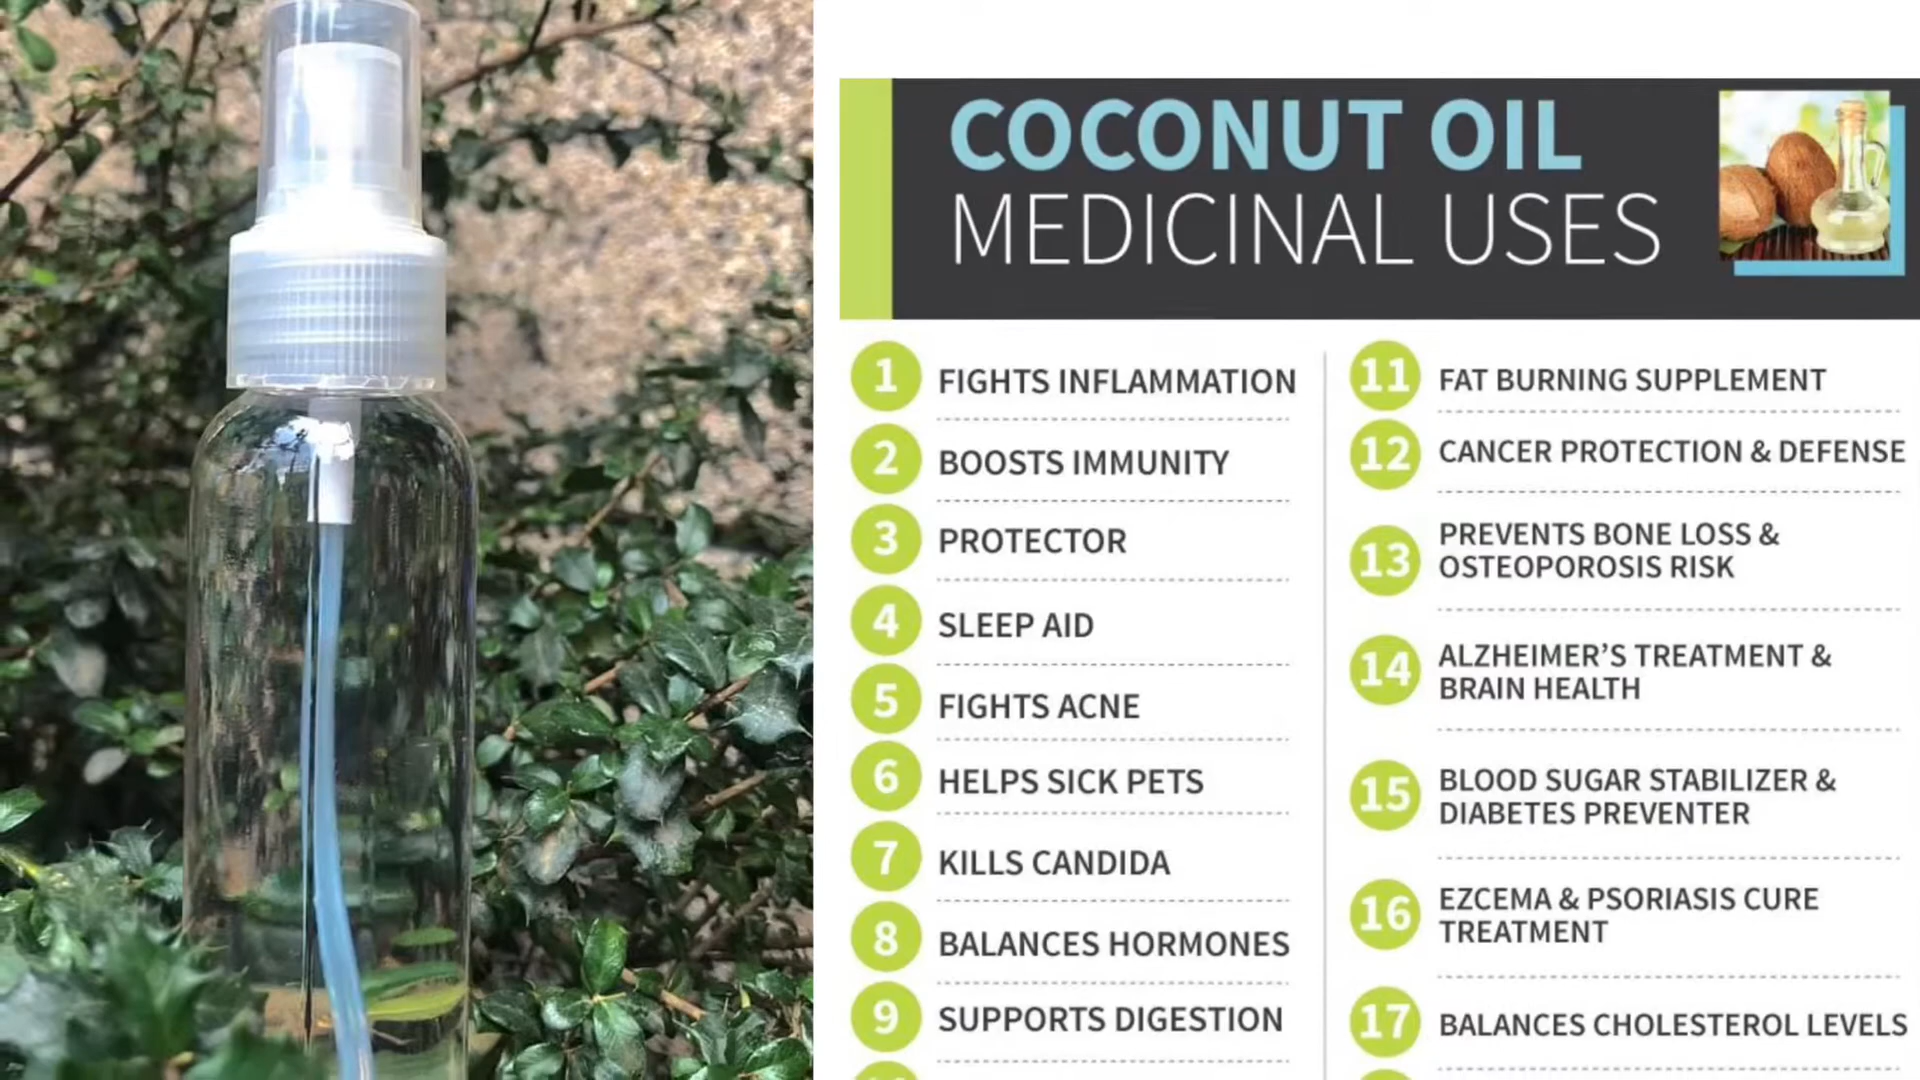 COCONUT OIL
MEDICINAL USES
1 FIGHTS INFLAMMATION
2 BOOSTS IMMUNITY
3 PROTECTOR
4 SLEEP AID
5 FIGHTS ACNE
6 HELPS SICK PETS
7 KILLS CANDIDA
8 BALANCES HORMONES
9 SUPPORTS DIGESTION
11 FAT BURNING SUPPLEMENT
12 CANCER PROTECTION & DEFENSE
13 PREVENTS BONE LOSS &
OSTEOPOROSIS RISK
14 ALZHEIMER’S TREATMENT &
BRAIN HEALTH
15 BLOOD SUGAR STABILIZER &
DIABETES PREVENTER
16 EZCEMA & PSORIASIS CURE
TREATMENT
17 BALANCES CHOLESTEROL LEVELS